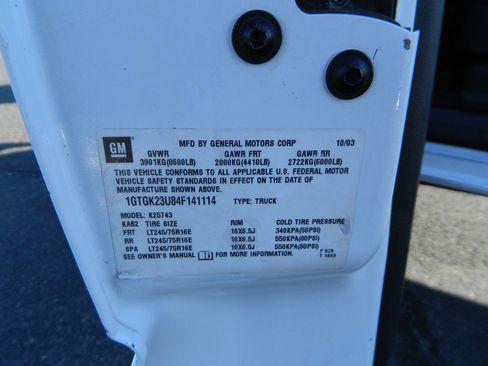 GM
MFD BY GENERAL MOTORS CORP 10/03
GVWR GAWR FRT GAWR RR
3901KG(8600LB) 2000KG(4410LB) 2722KG(6000LB)
THIS VEHICLE CONFORMS TO ALL APPLICABLE U.S. FEDERAL MOTOR
VEHICLE SAFETY STANDARDS IN EFFECT ON THE DATE OF
MANUFACTURE SHOWN ABOVE.
1GTGK23U84F141114 TYPE: TRUCK
MODEL: K25743
TIRE SIZE RIM COLD TIRE PRESSURE
FRT LT245/75R16E 16X6.5J 340KPA(50PSI)
RR LT245/75R16E 16X6.5J 550KPA(80PSI)
SPA LT245/75R16E 16X6.5J 550KPA(80PSI)
SEE OWNER'S MANUAL FOR MORE INFORMATION.